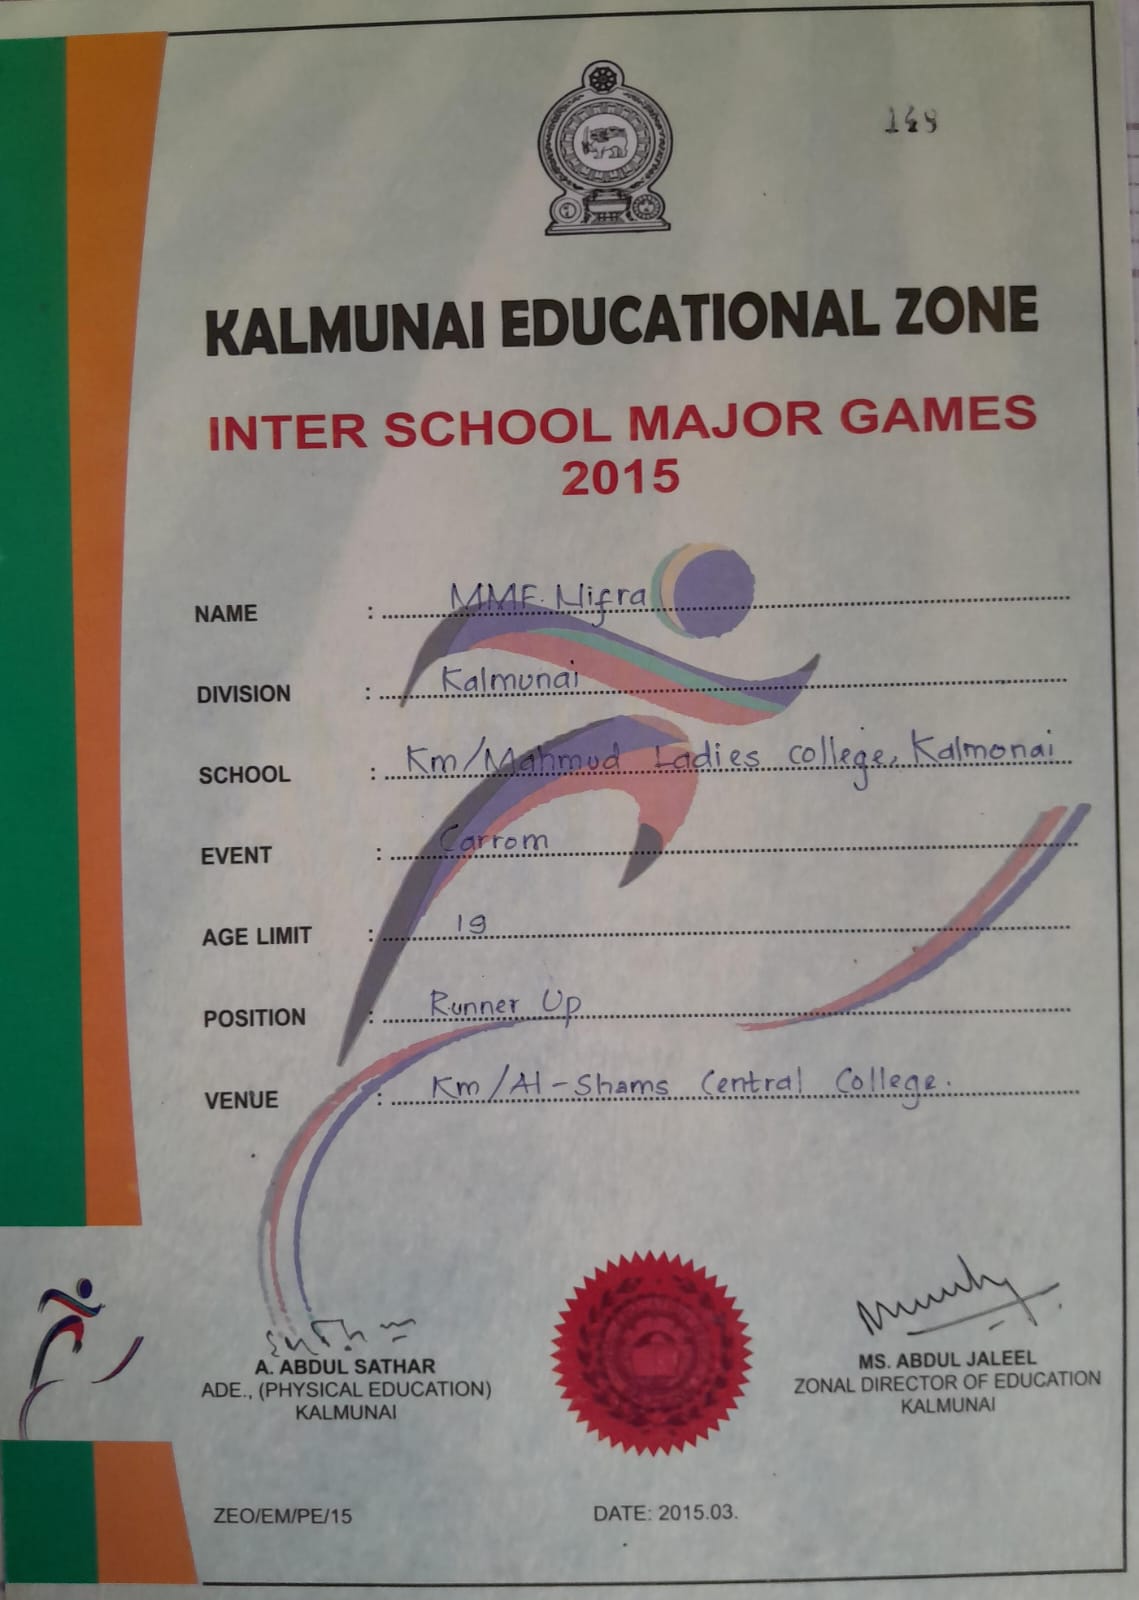 148
KALMUNAI EDUCATIONAL ZONE
INTER SCHOOL MAJOR GAMES
2015
NAME : MMF. Nifra
DIVISION : Kalmunai
SCHOOL : Km/Mahmud Ladies College, Kalmonai
EVENT : Carrom
AGE LIMIT : 19
POSITION : Runner Up
VENUE : Km/Al-Shams Central College.
A. ABDUL SATHAR
ADE., (PHYSICAL EDUCATION)
KALMUNAI
MS. ABDUL JALEEL
ZONAL DIRECTOR OF EDUCATION
KALMUNAI
ZEO/EM/PE/15
DATE: 2015.03.